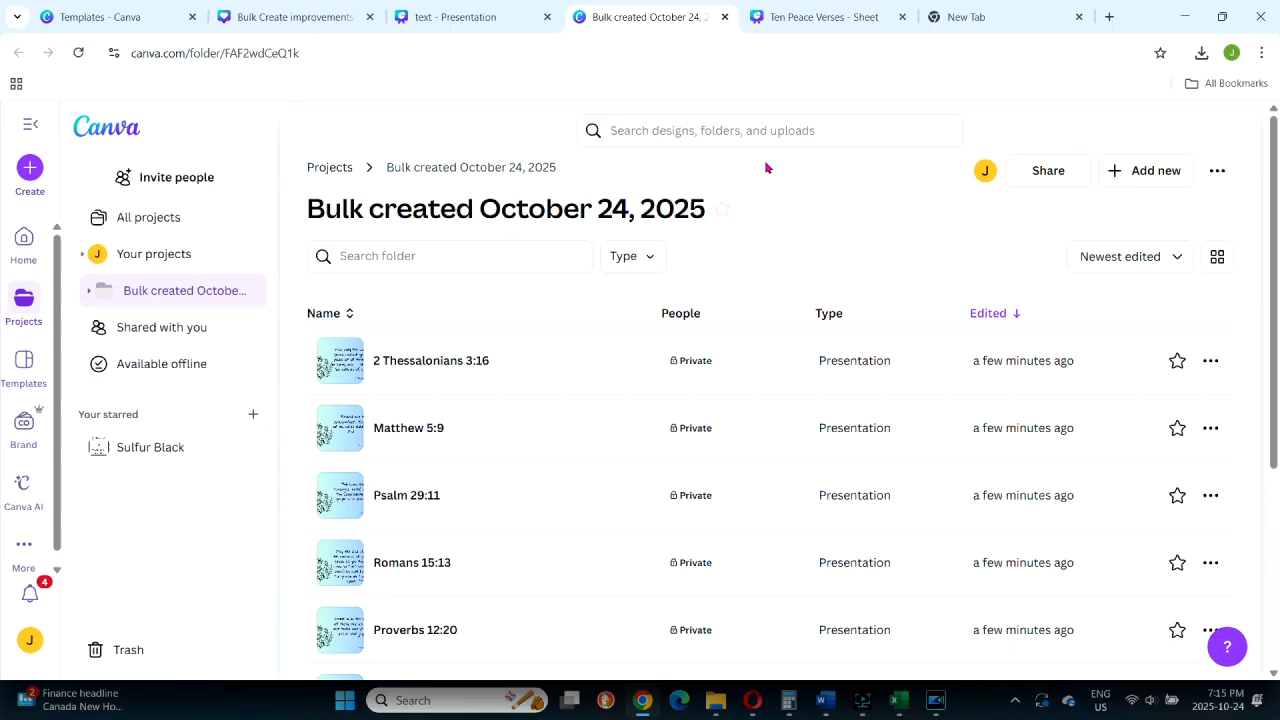 Templates - Canva
Bulk Create improvements
text - Presentation
Bulk created October 24, 2
Ten Peace Verses - Sheet
New Tab
canva.com/folder/FAF2wdCeQ1k
J
All Bookmarks
Canva
Search designs, folders, and uploads
Create
Invite people
Projects
Bulk created October 24, 2025
J
Share
Add new
All projects
Bulk created October 24, 2025
Home
J
Your projects
Search folder
Type
Newest edited
Projects
Bulk created Octobe...
Shared with you
Name
People
Type
Edited
Templates
Available offline
2 Thessalonians 3:16
Private
Presentation
a few minutes ago
Your starred
Brand
Sulfur Black
Matthew 5:9
Private
Presentation
a few minutes ago
Canva AI
Psalm 29:11
Private
Presentation
a few minutes ago
More
Romans 15:13
Private
Presentation
a few minutes ago
4
J
Trash
Proverbs 12:20
Private
Presentation
a few minutes ago
?
2
Finance headline
Canada New Ho...
Search
ENG
US
7:15 PM
2025-10-24